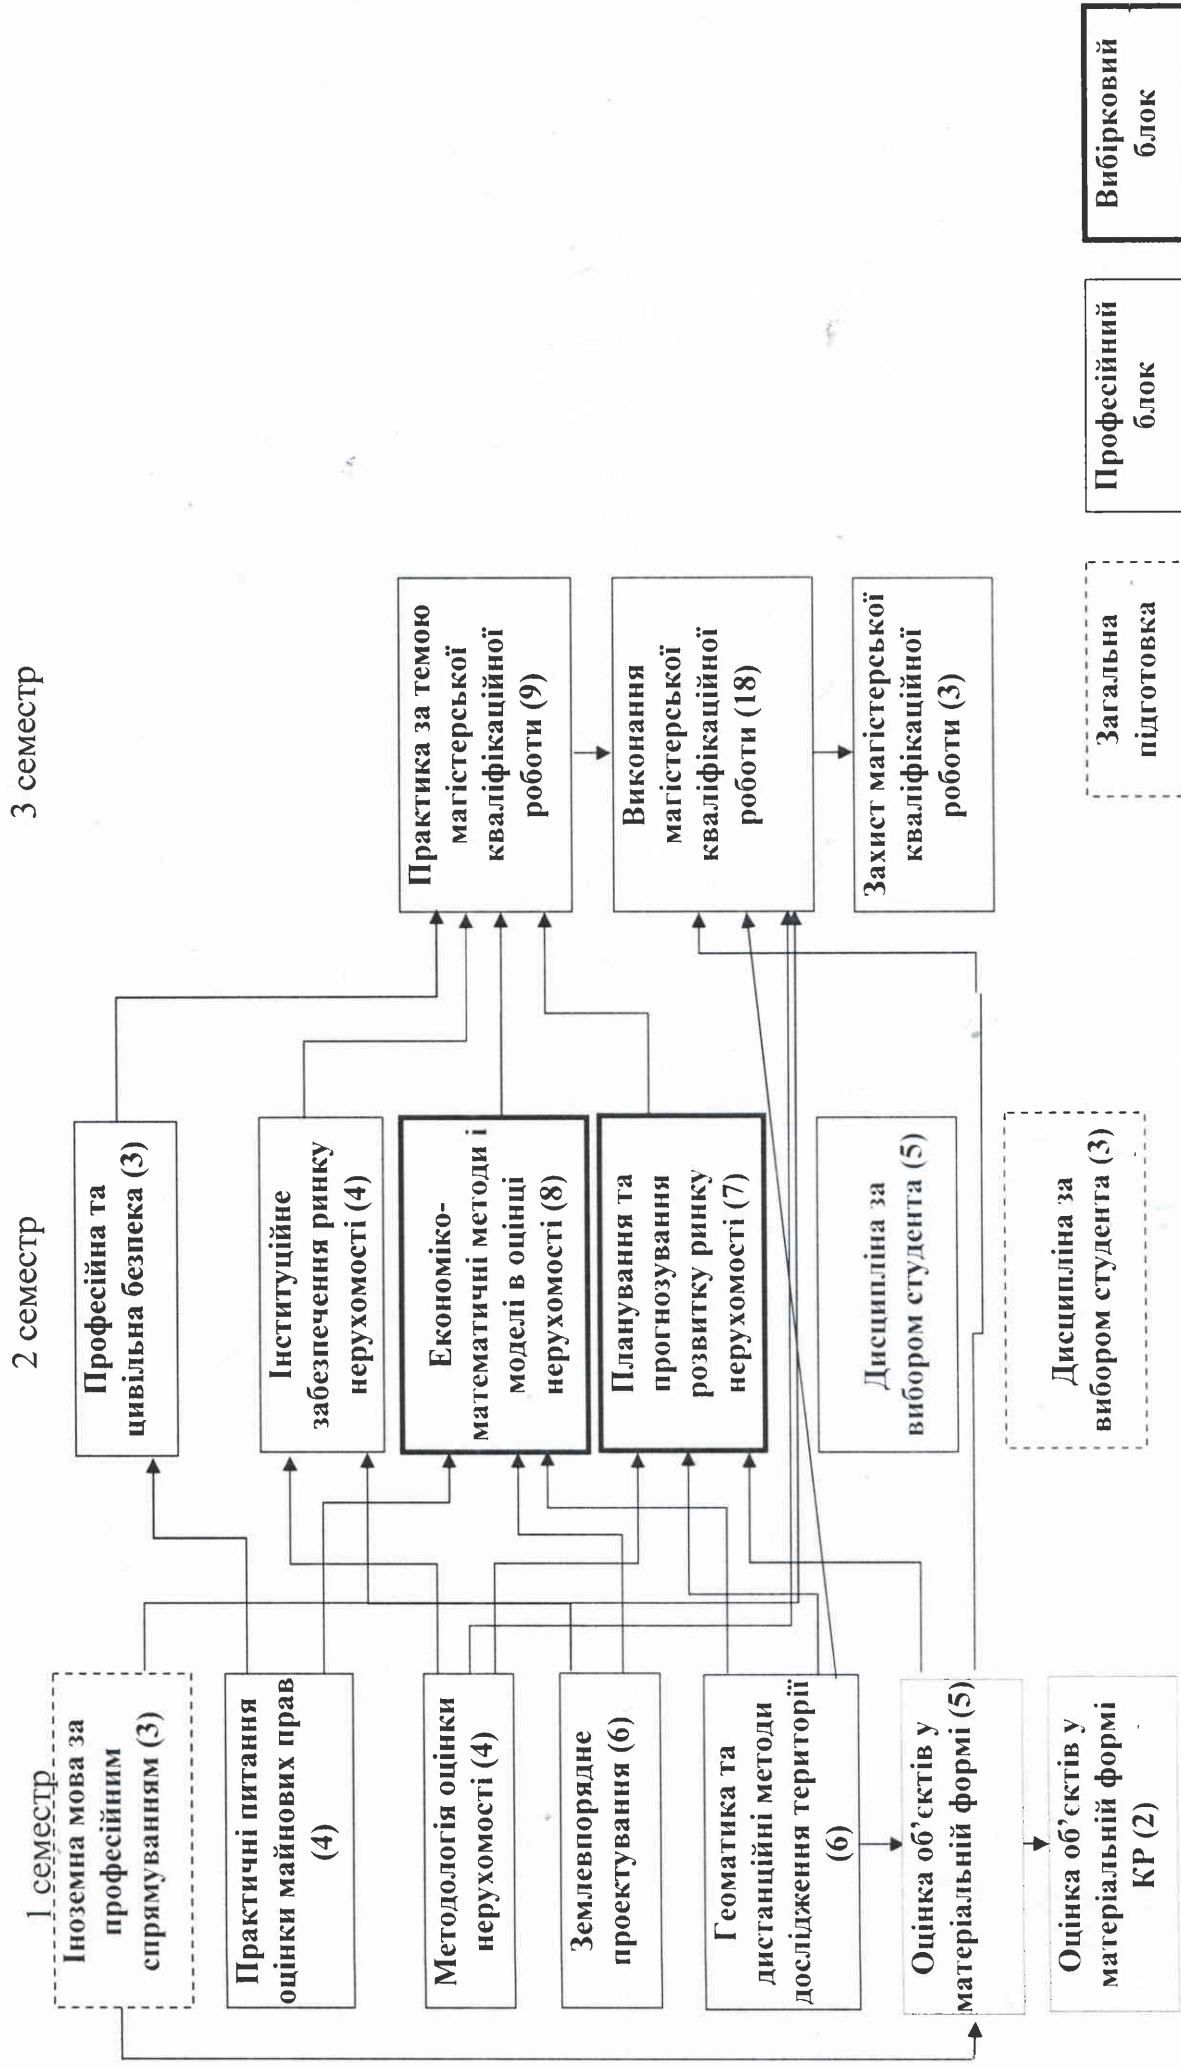 1 семестр
Іноземна мова за
професійним
спрямуванням (3)
Практичні питання
оцінки майнових прав
(4)
Методологія оцінки
нерухомості (4)
Землевпорядне
проектування (6)
Геоматика та
дистанційні методи
дослідження території
(6)
Оцінка об’єктів у
матеріальній формі (5)
Оцінка об’єктів у
матеріальній формі
КР (2)
2 семестр
Професійна та
цивільна безпека (3)
Інституційне
забезпечення ринку
нерухомості (4)
Економіко-
математичні методи і
моделі в оцінці
нерухомості (8)
Планування та
прогнозування
розвитку ринку
нерухомості (7)
Дисципліна за
вибором студента (5)
Дисципліна за
вибором студента (3)
3 семестр
Практика за темою
магістерської
кваліфікаційної
роботи (9)
Виконання
магістерської
кваліфікаційної
роботи (18)
Захист магістерської
кваліфікаційної
роботи (3)
Загальна
підготовка
Професійний
блок
Вибірковий
блок